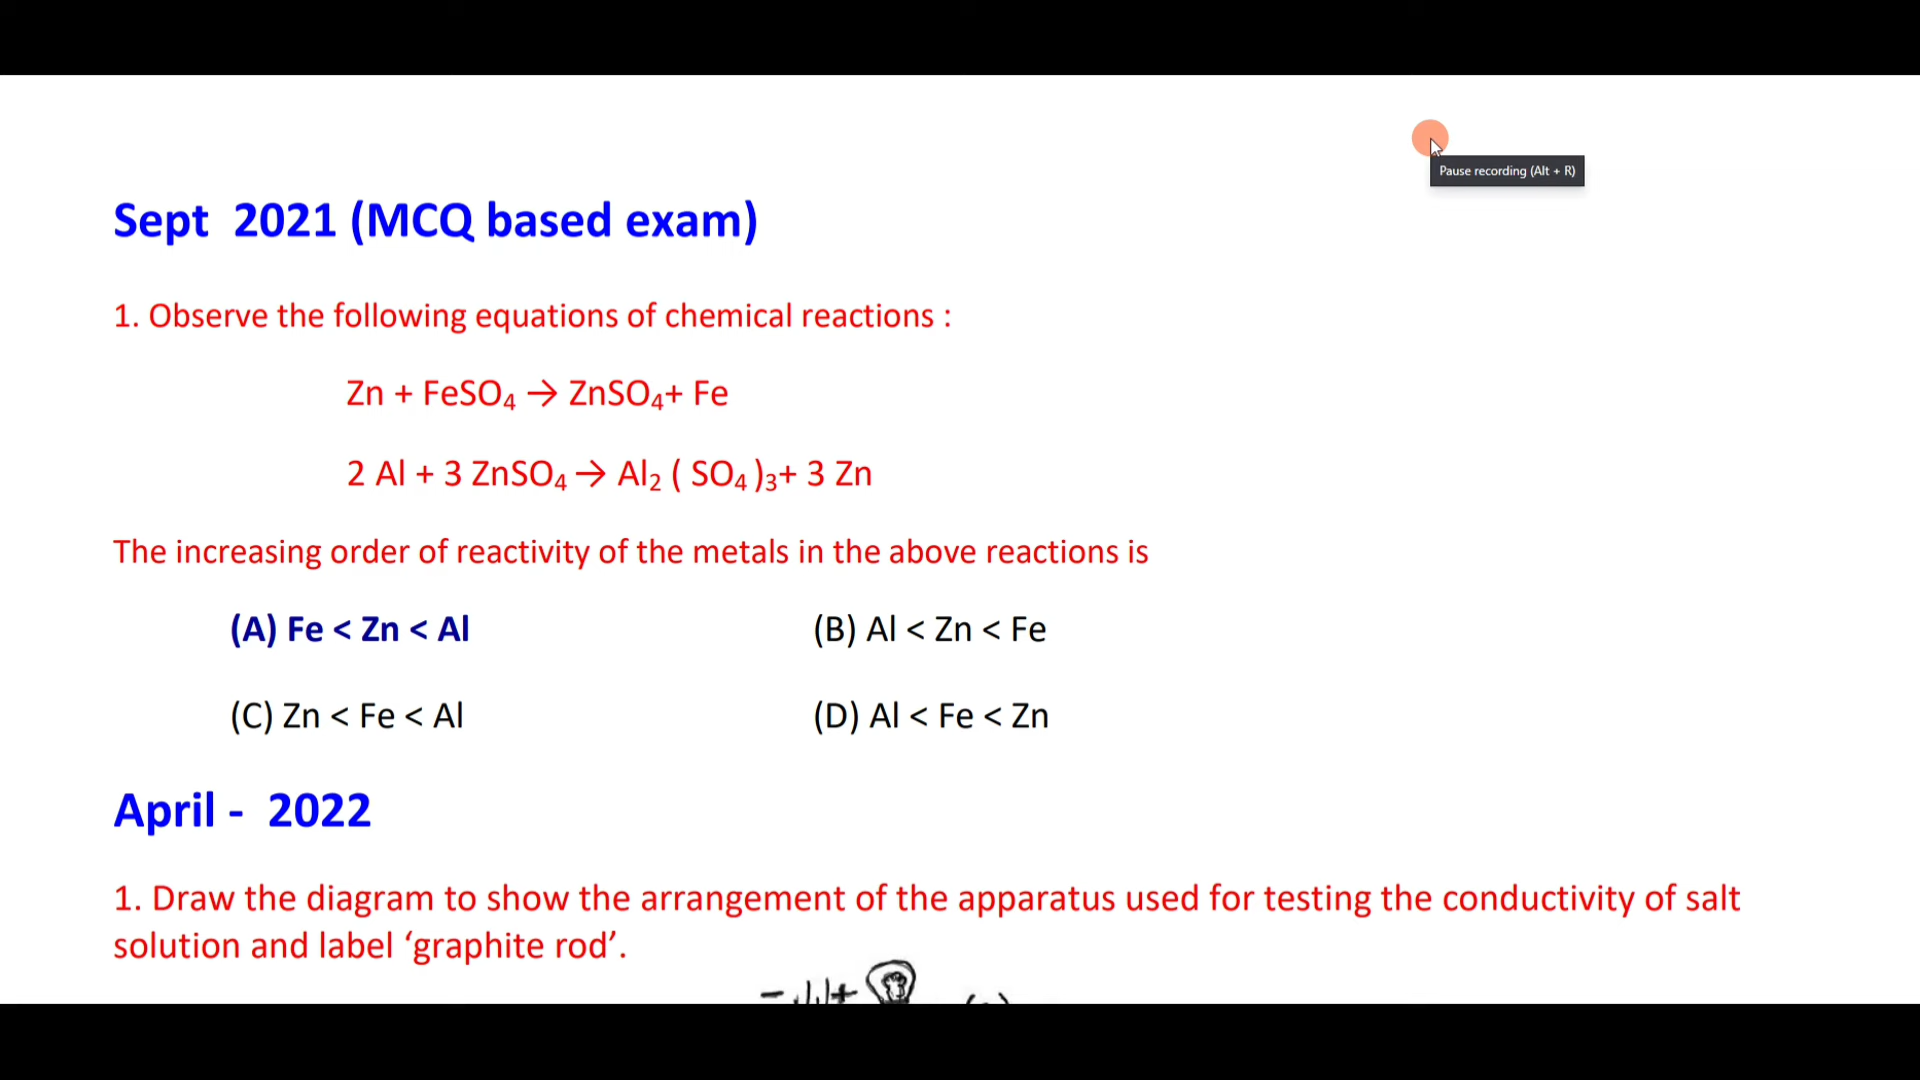 Pause recording (Alt + R)
Sept 2021 (MCQ based exam)
1. Observe the following equations of chemical reactions :
Zn + FeSO₄ → ZnSO₄+ Fe
2 Al + 3 ZnSO₄ → Al₂ ( SO₄ )₃+ 3 Zn
The increasing order of reactivity of the metals in the above reactions is
(A) Fe < Zn < Al (B) Al < Zn < Fe
(C) Zn < Fe < Al (D) Al < Fe < Zn
April - 2022
1. Draw the diagram to show the arrangement of the apparatus used for testing the conductivity of salt
solution and label ‘graphite rod’.